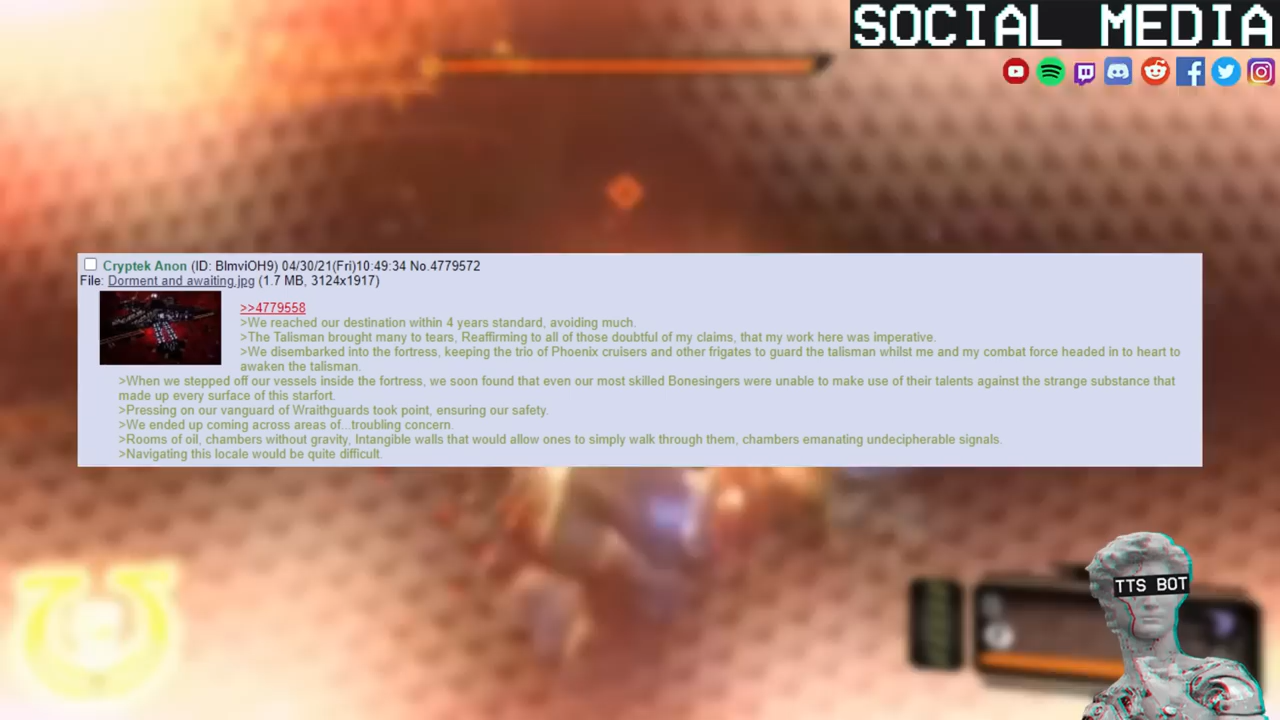 SOCIAL MEDIA
Cryptek Anon (ID: BImviOH9) 04/30/21(Fri)10:49:34 No.4779572
File: Dorment and awaiting.jpg (1.7 MB, 3124x1917)
>>4779558
>We reached our destination within 4 years standard, avoiding much.
>The Talisman brought many to tears, Reaffirming to all of those doubtful of my claims, that my work here was imperative.
>We disembarked into the fortress, keeping the trio of Phoenix cruisers and other frigates to guard the talisman whilst me and my combat force headed in to heart to
awaken the talisman.
>When we stepped off our vessels inside the fortress, we soon found that even our most skilled Bonesingers were unable to make use of their talents against the strange substance that
made up every surface of this starfort.
>Pressing on our vanguard of Wraithguards took point, ensuring our safety.
>We ended up coming across areas of...troubling concern.
>Rooms of oil, chambers without gravity, Intangible walls that would allow ones to simply walk through them, chambers emanating undecipherable signals.
>Navigating this locale would be quite difficult.
TTS BOT